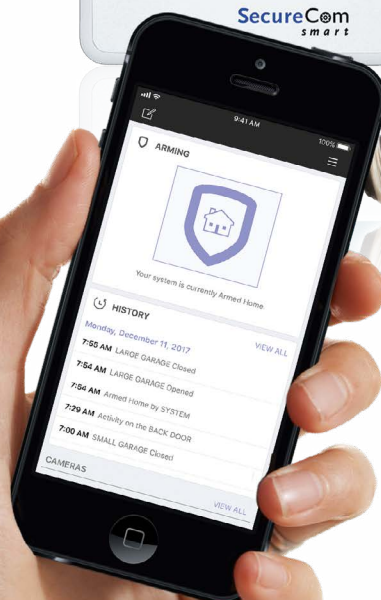 SecureCom
smart
9:41 AM
100%
ARMING
Your system is currently Armed Home
HISTORY
Monday, December 11, 2017
VIEW ALL
7:55 AM LARGE GARAGE Closed
7:54 AM LARGE GARAGE Opened
7:54 AM Armed Home by SYSTEM
7:29 AM Activity on the BACK DOOR
7:00 AM SMALL GARAGE Closed
CAMERAS
VIEW ALL